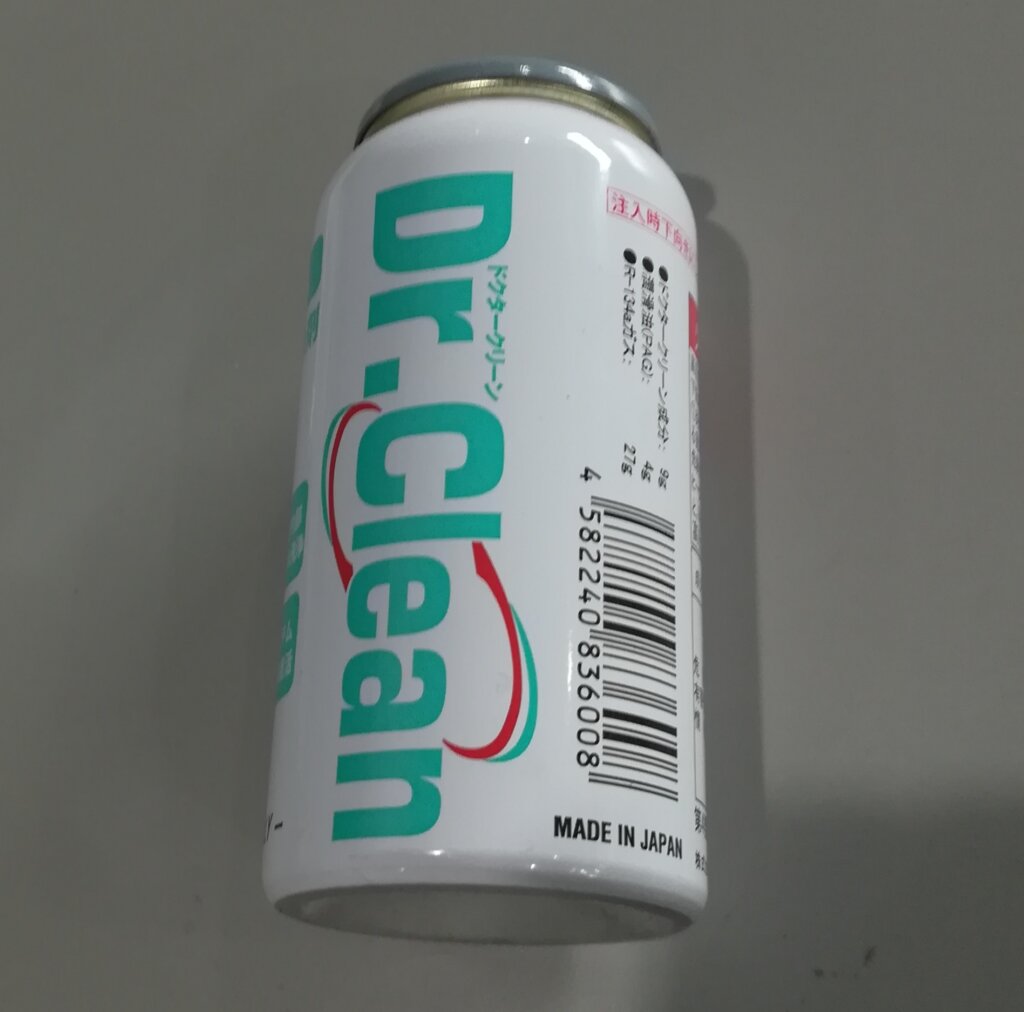 Dr.Clean
ドクタークリーン
注入時下向き
●ドクタークリーン成分: 9g
●潤滑油(PAG): 4g
●R-134aガス: 27g
4 582240 836008
MADE IN JAPAN